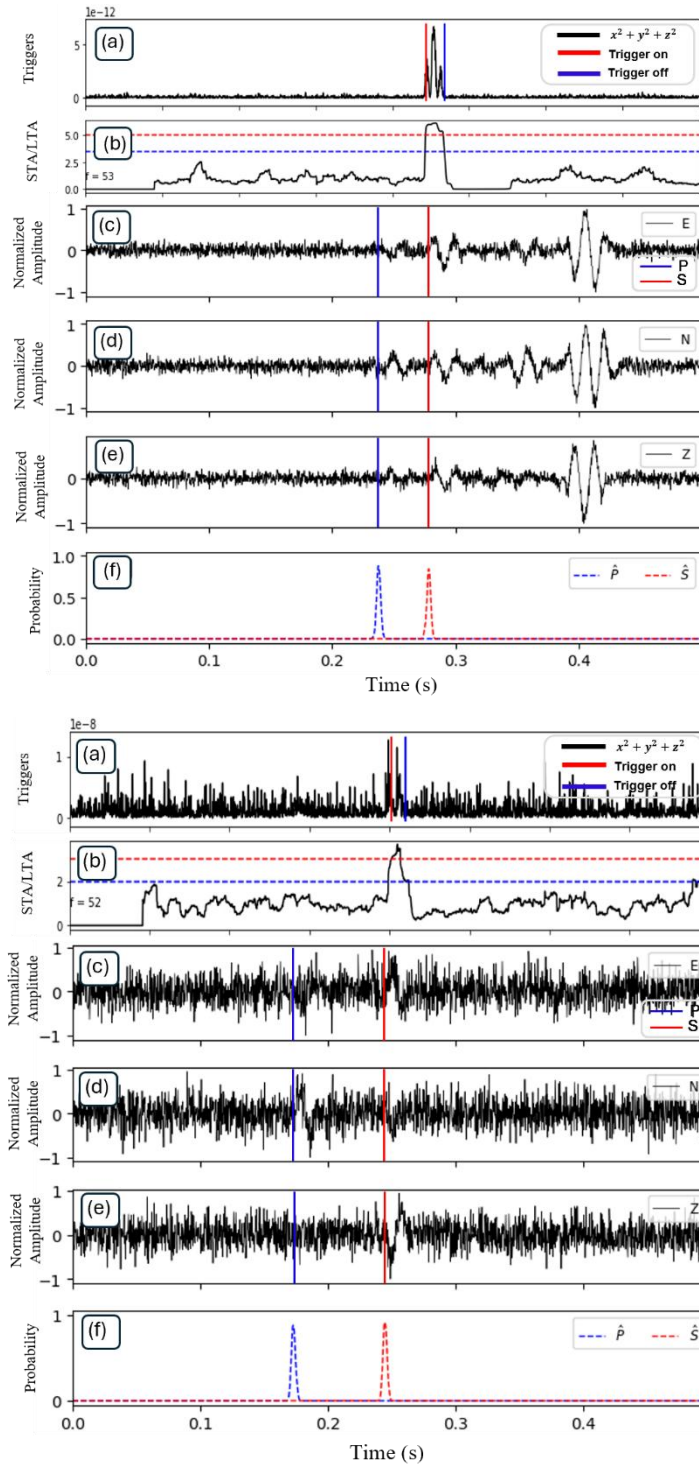 1e-12
(a)
Triggers
5
0
x² + y² + z²
Trigger on
Trigger off
(b)
STA/LTA
5.0
2.5
0.0
f = 53
(c)
Normalized
Amplitude
1
0
−1
E
P
S
(d)
Normalized
Amplitude
1
0
−1
N
(e)
Normalized
Amplitude
1
0
−1
Z
(f)
Probability
1.0
0.5
0.0
P̂ Ŝ
0.0 0.1 0.2 0.3 0.4
Time (s)
1e-8
(a)
Triggers
1
0
x² + y² + z²
Trigger on
Trigger off
(b)
STA/LTA
2
0
f = 52
(c)
Normalized
Amplitude
1
0
−1
E
P
S
(d)
Normalized
Amplitude
1
0
−1
N
(e)
Normalized
Amplitude
1
0
−1
Z
(f)
Probability
1
0
P̂ Ŝ
0.0 0.1 0.2 0.3 0.4
Time (s)